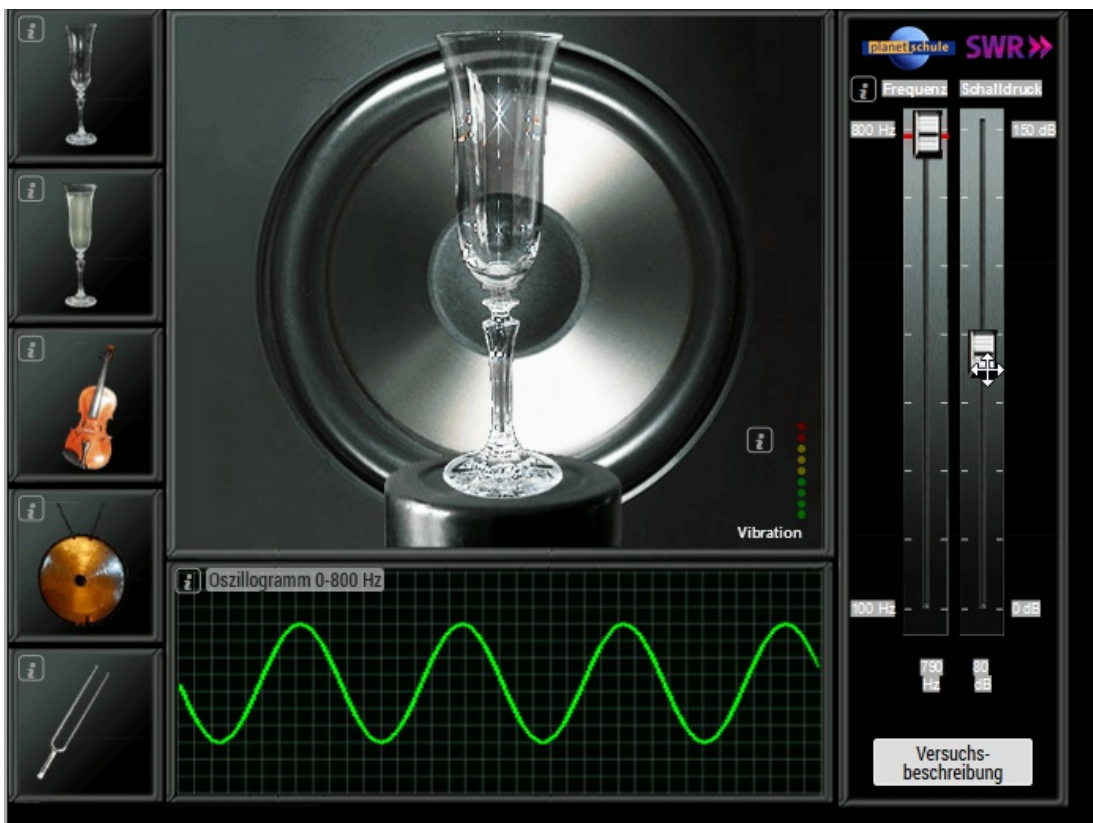 planet schule
SWR
Frequenz
Schalldruck
800 Hz
150 dB
Vibration
Oszillogramm 0-800 Hz
100 Hz
0 dB
790
Hz
80
dB
Versuchs-
beschreibung